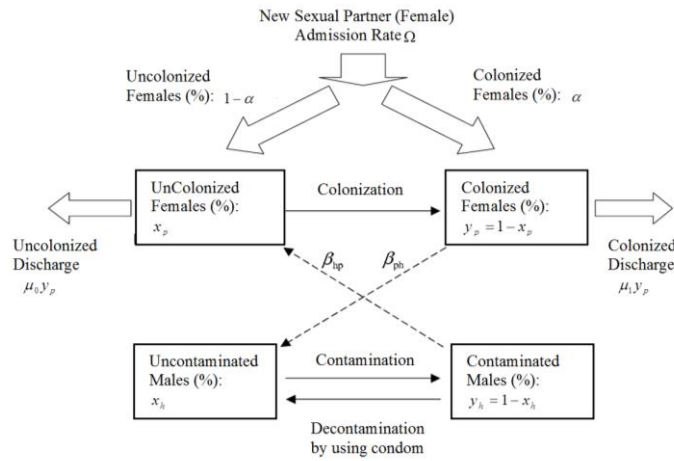 New Sexual Partner (Female)
Admission Rate Ω
Uncolonized
Females (%): 1−α
Colonized
Females (%): α
UnColonized
Females (%):
x_p
Colonization
Colonized
Females (%):
y_p = 1 − x_p
Uncolonized
Discharge
μ_0 y_p
Colonized
Discharge
μ_1 y_p
β_hp
β_ph
Uncontaminated
Males (%):
x_h
Contamination
Contaminated
Males (%):
y_h = 1 − x_h
Decontamination
by using condom